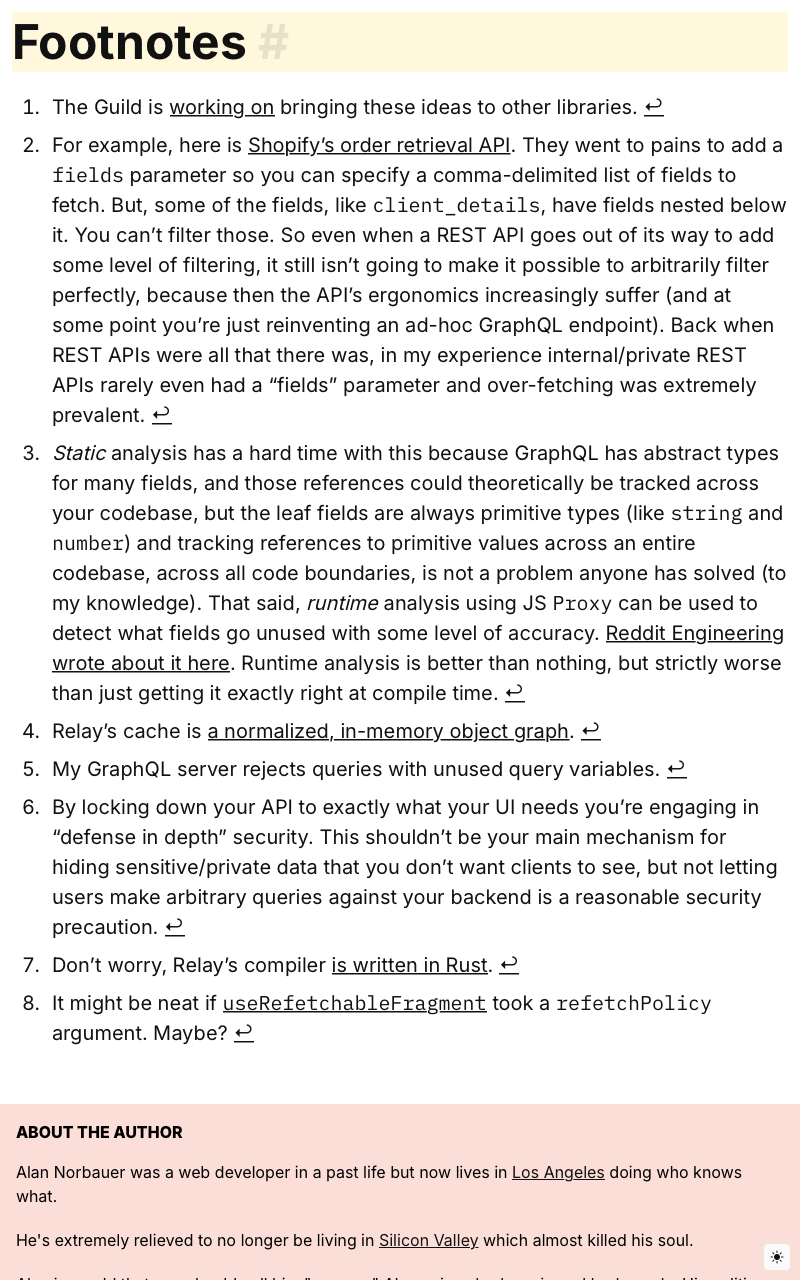 Footnotes #
1. The Guild is working on bringing these ideas to other libraries. ↩
2. For example, here is Shopify’s order retrieval API. They went to pains to add a
fields parameter so you can specify a comma-delimited list of fields to
fetch. But, some of the fields, like client_details, have fields nested below
it. You can’t filter those. So even when a REST API goes out of its way to add
some level of filtering, it still isn’t going to make it possible to arbitrarily filter
perfectly, because then the API’s ergonomics increasingly suffer (and at
some point you’re just reinventing an ad-hoc GraphQL endpoint). Back when
REST APIs were all that there was, in my experience internal/private REST
APIs rarely even had a “fields” parameter and over-fetching was extremely
prevalent. ↩
3. Static analysis has a hard time with this because GraphQL has abstract types
for many fields, and those references could theoretically be tracked across
your codebase, but the leaf fields are always primitive types (like string and
number) and tracking references to primitive values across an entire
codebase, across all code boundaries, is not a problem anyone has solved (to
my knowledge). That said, runtime analysis using JS Proxy can be used to
detect what fields go unused with some level of accuracy. Reddit Engineering
wrote about it here. Runtime analysis is better than nothing, but strictly worse
than just getting it exactly right at compile time. ↩
4. Relay’s cache is a normalized, in-memory object graph. ↩
5. My GraphQL server rejects queries with unused query variables. ↩
6. By locking down your API to exactly what your UI needs you’re engaging in
“defense in depth” security. This shouldn’t be your main mechanism for
hiding sensitive/private data that you don’t want clients to see, but not letting
users make arbitrary queries against your backend is a reasonable security
precaution. ↩
7. Don’t worry, Relay’s compiler is written in Rust. ↩
8. It might be neat if useRefetchableFragment took a refetchPolicy
argument. Maybe? ↩
ABOUT THE AUTHOR
Alan Norbauer was a web developer in a past life but now lives in Los Angeles doing who knows
what.
He's extremely relieved to no longer be living in Silicon Valley which almost killed his soul.